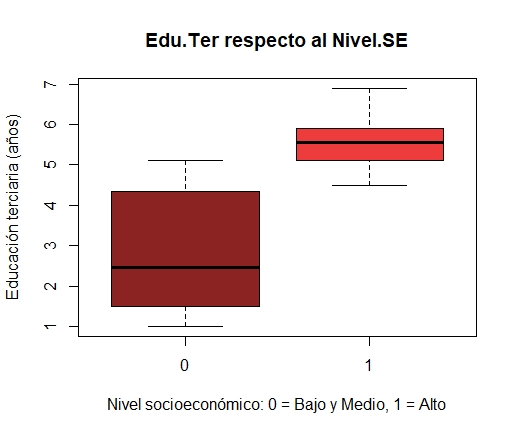 Edu.Ter respecto al Nivel.SE
Educación terciaria (años)
7
6
5
4
3
2
1
0 1
Nivel socioeconómico: 0 = Bajo y Medio, 1 = Alto